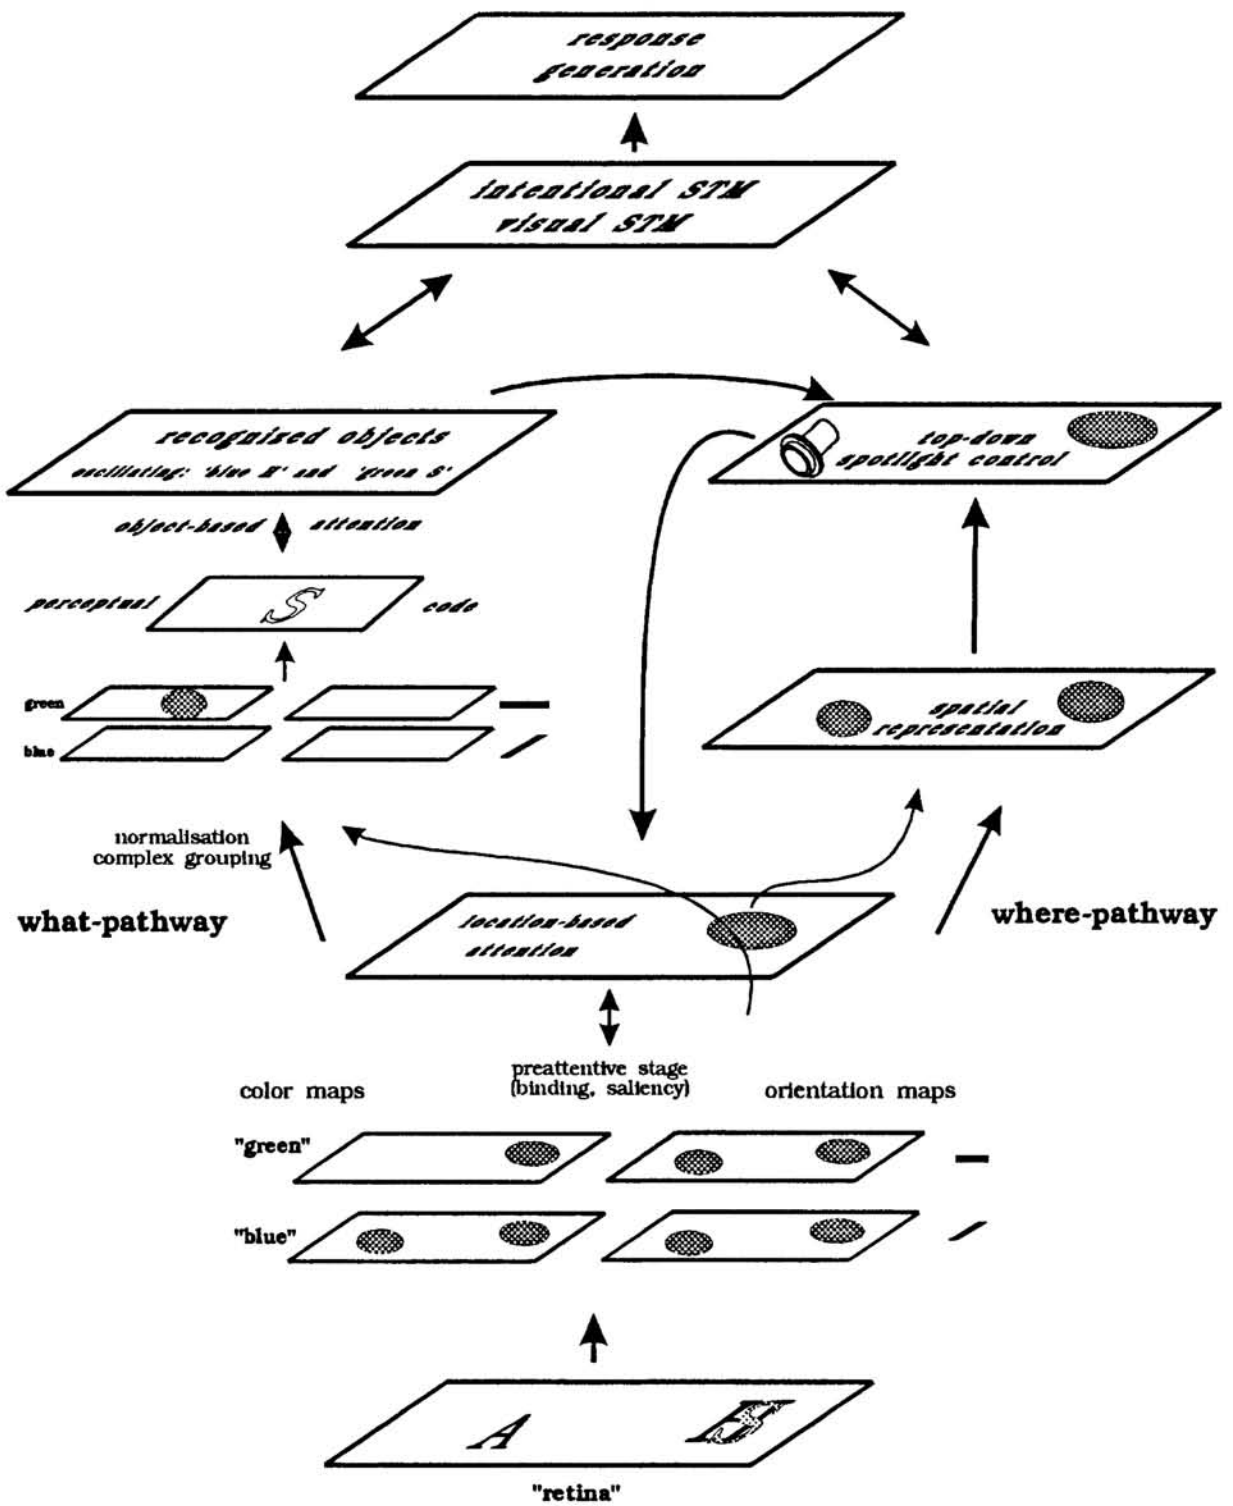 response
generation
intentional STM
visual STM
recognized objects
oscillating: 'blue H' and 'green S'
top-down
spotlight control
object-based attention
perceptual S code
green
blue
spatial
representation
normalisation
complex grouping
what-pathway
where-pathway
location-based
attention
preattentive stage
(binding, saliency)
color maps
orientation maps
"green"
"blue"
A
"retina"